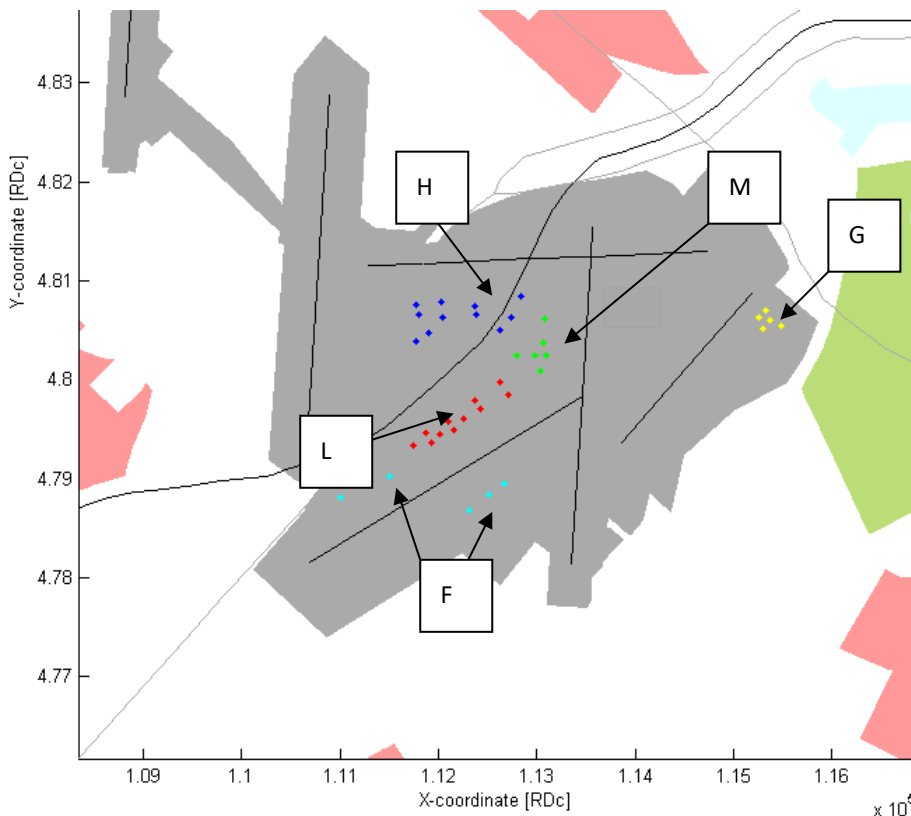 4.83
4.82
4.81
4.8
4.79
4.78
4.77
Y-coordinate [RDc]
H
M
G
L
F
1.09
1.1
1.11
1.12
1.13
1.14
1.15
1.16
X-coordinate [RDc]
x 10